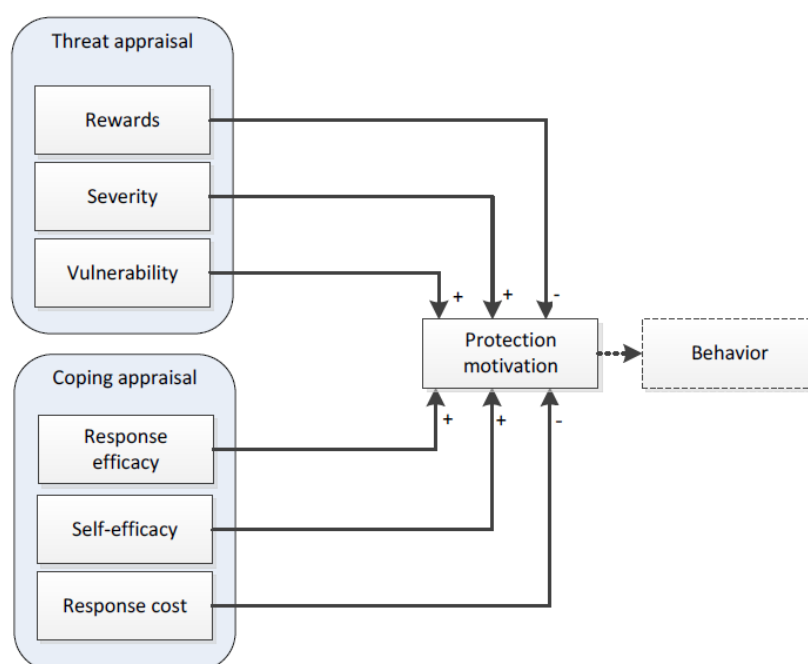 Threat appraisal
Rewards
Severity
Vulnerability
+
+
-
Protection
motivation
Behavior
Coping appraisal
+
+
-
Response
efficacy
Self-efficacy
Response cost